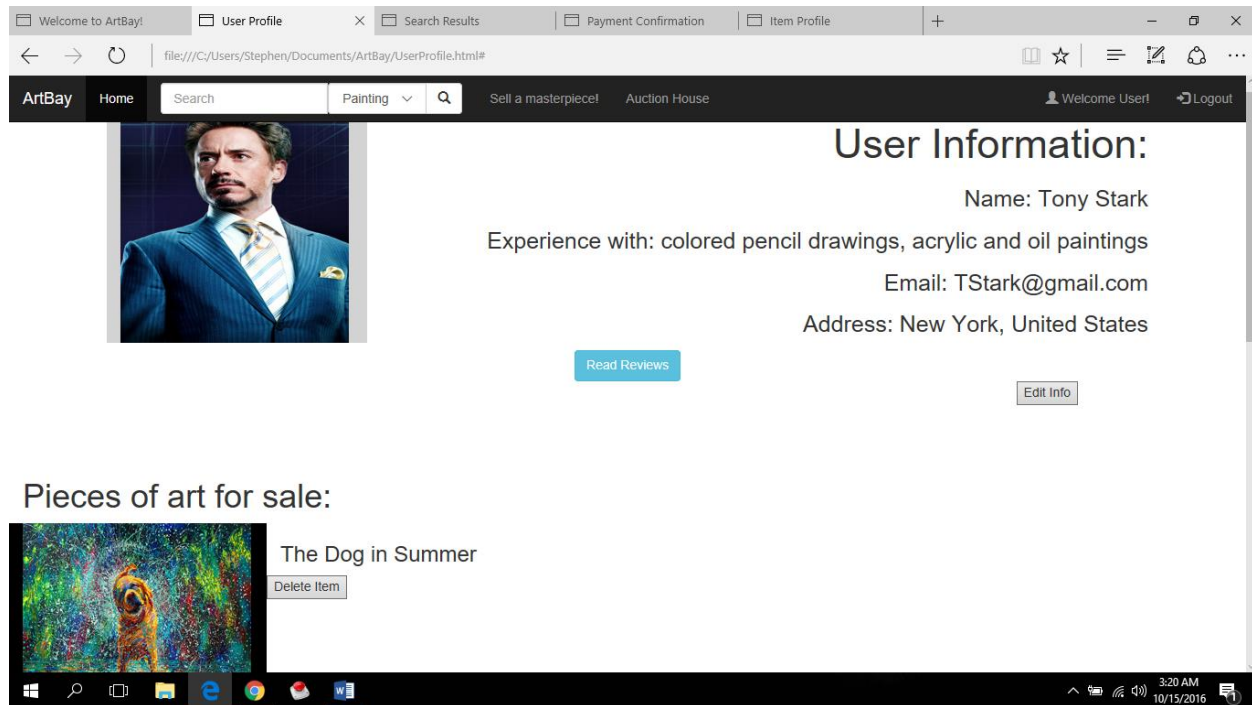 Welcome to ArtBay!
User Profile
Search Results
Payment Confirmation
Item Profile
file:///C:/Users/Stephen/Documents/ArtBay/UserProfile.html#
ArtBay Home Search Painting Sell a masterpiece! Auction House Welcome User! Logout
User Information:
Name: Tony Stark
Experience with: colored pencil drawings, acrylic and oil paintings
Email: TStark@gmail.com
Address: New York, United States
Read Reviews
Edit Info
Pieces of art for sale:
The Dog in Summer
Delete Item
3:20 AM
10/15/2016